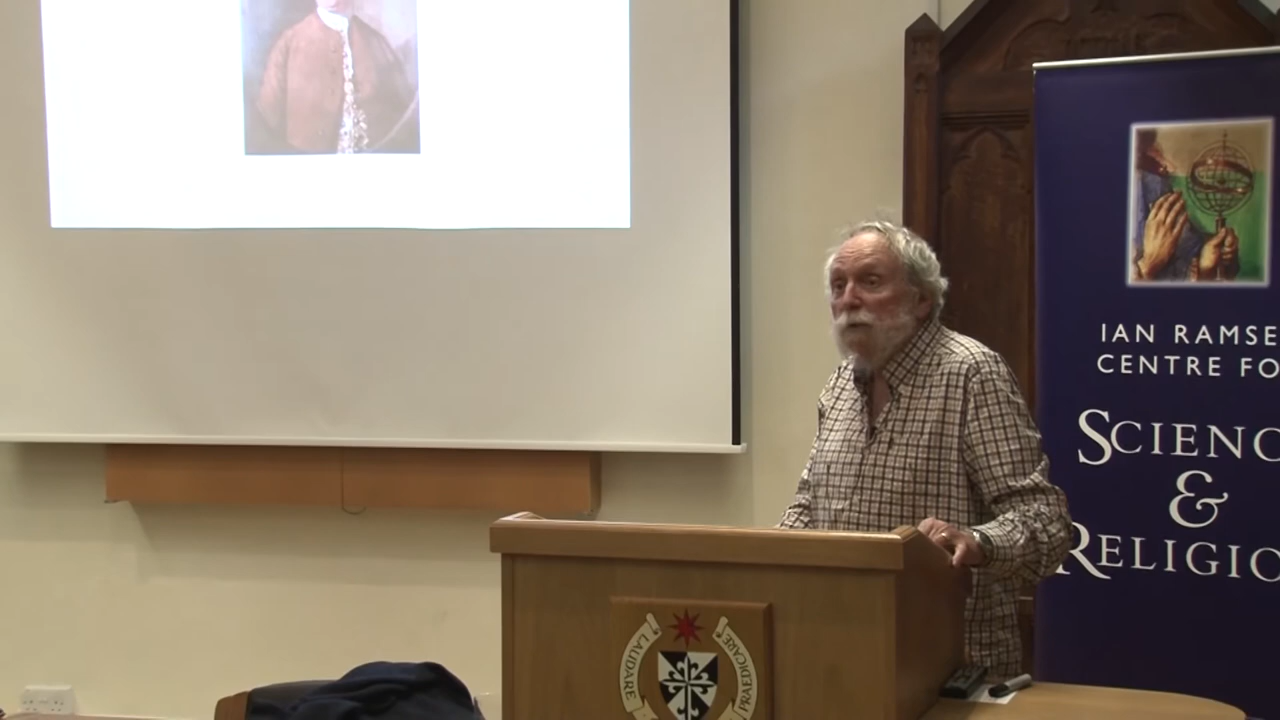 IAN RAMSE
CENTRE FO
SCIENC
&
RELIGIO
LAUDARE
PRAEDICARE